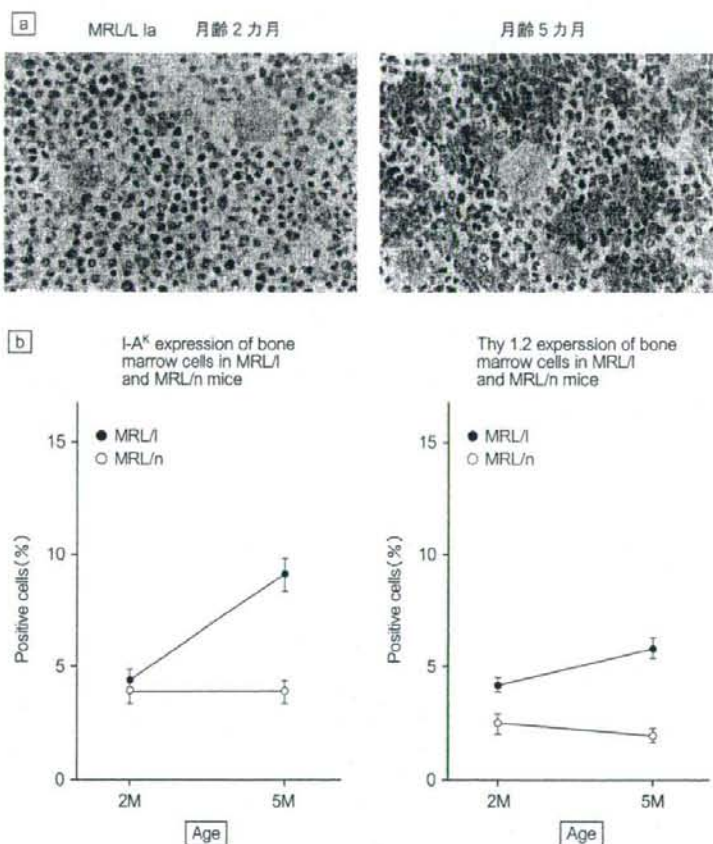 a
MRL/L Ia 月齢2カ月
月齢5カ月
b
I-Aᴷ expression of bone
marrow cells in MRL/l
and MRL/n mice
MRL/l
MRL/n
15
10
5
0
Positive cells(%)
2M
5M
Age
Thy 1.2 experssion of bone
marrow cells in MRL/l
and MRL/n mice
MRL/l
MRL/n
15
10
5
0
Positive cells(%)
2M
5M
Age